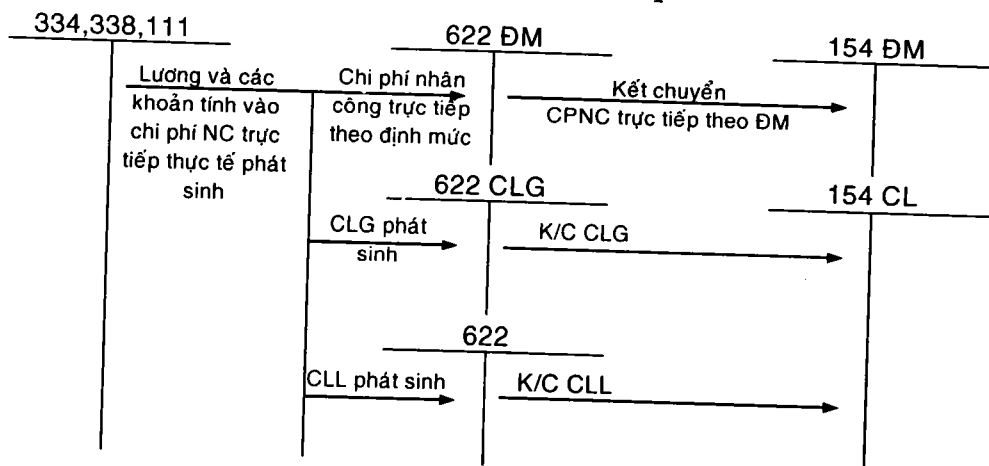 334,338,111
622 ĐM
154 ĐM
Lương và các
khoản tính vào
chi phí NC trực
tiếp thực tế phát
sinh
Chi phí nhân
công trực tiếp
theo định mức
Kết chuyển
CPNC trực tiếp theo ĐM
622 CLG
154 CL
CLG phát
sinh
K/C CLG
622
CLL phát sinh
K/C CLL